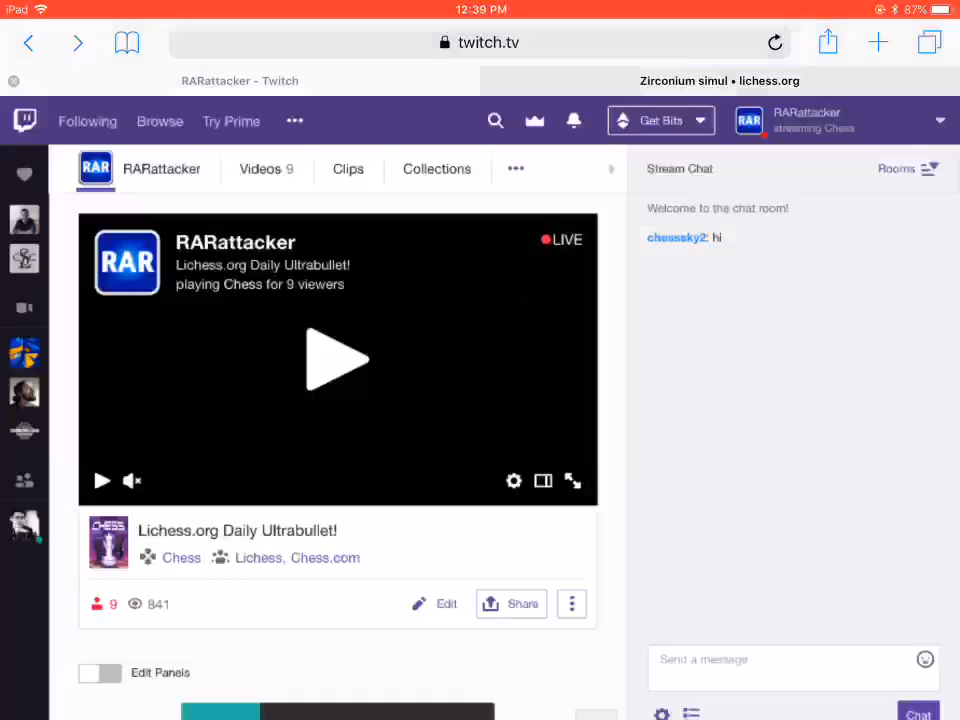 iPad 12:39 PM 87%
twitch.tv
RARattacker - Twitch
Zirconium simul • lichess.org
Following Browse Try Prime ••• Get Bits
RAR
RARattacker
streaming Chess
RAR
RARattacker Videos 9 Clips Collections •••
Stream Chat Rooms
Welcome to the chat room!
chesssky2: hi
RAR
RARattacker
LIVE
Lichess.org Daily Ultrabullet!
playing Chess for 9 viewers
CHESS
Lichess.org Daily Ultrabullet!
Chess Lichess, Chess.com
9 841 Edit Share
Send a message
Edit Panels
Chat